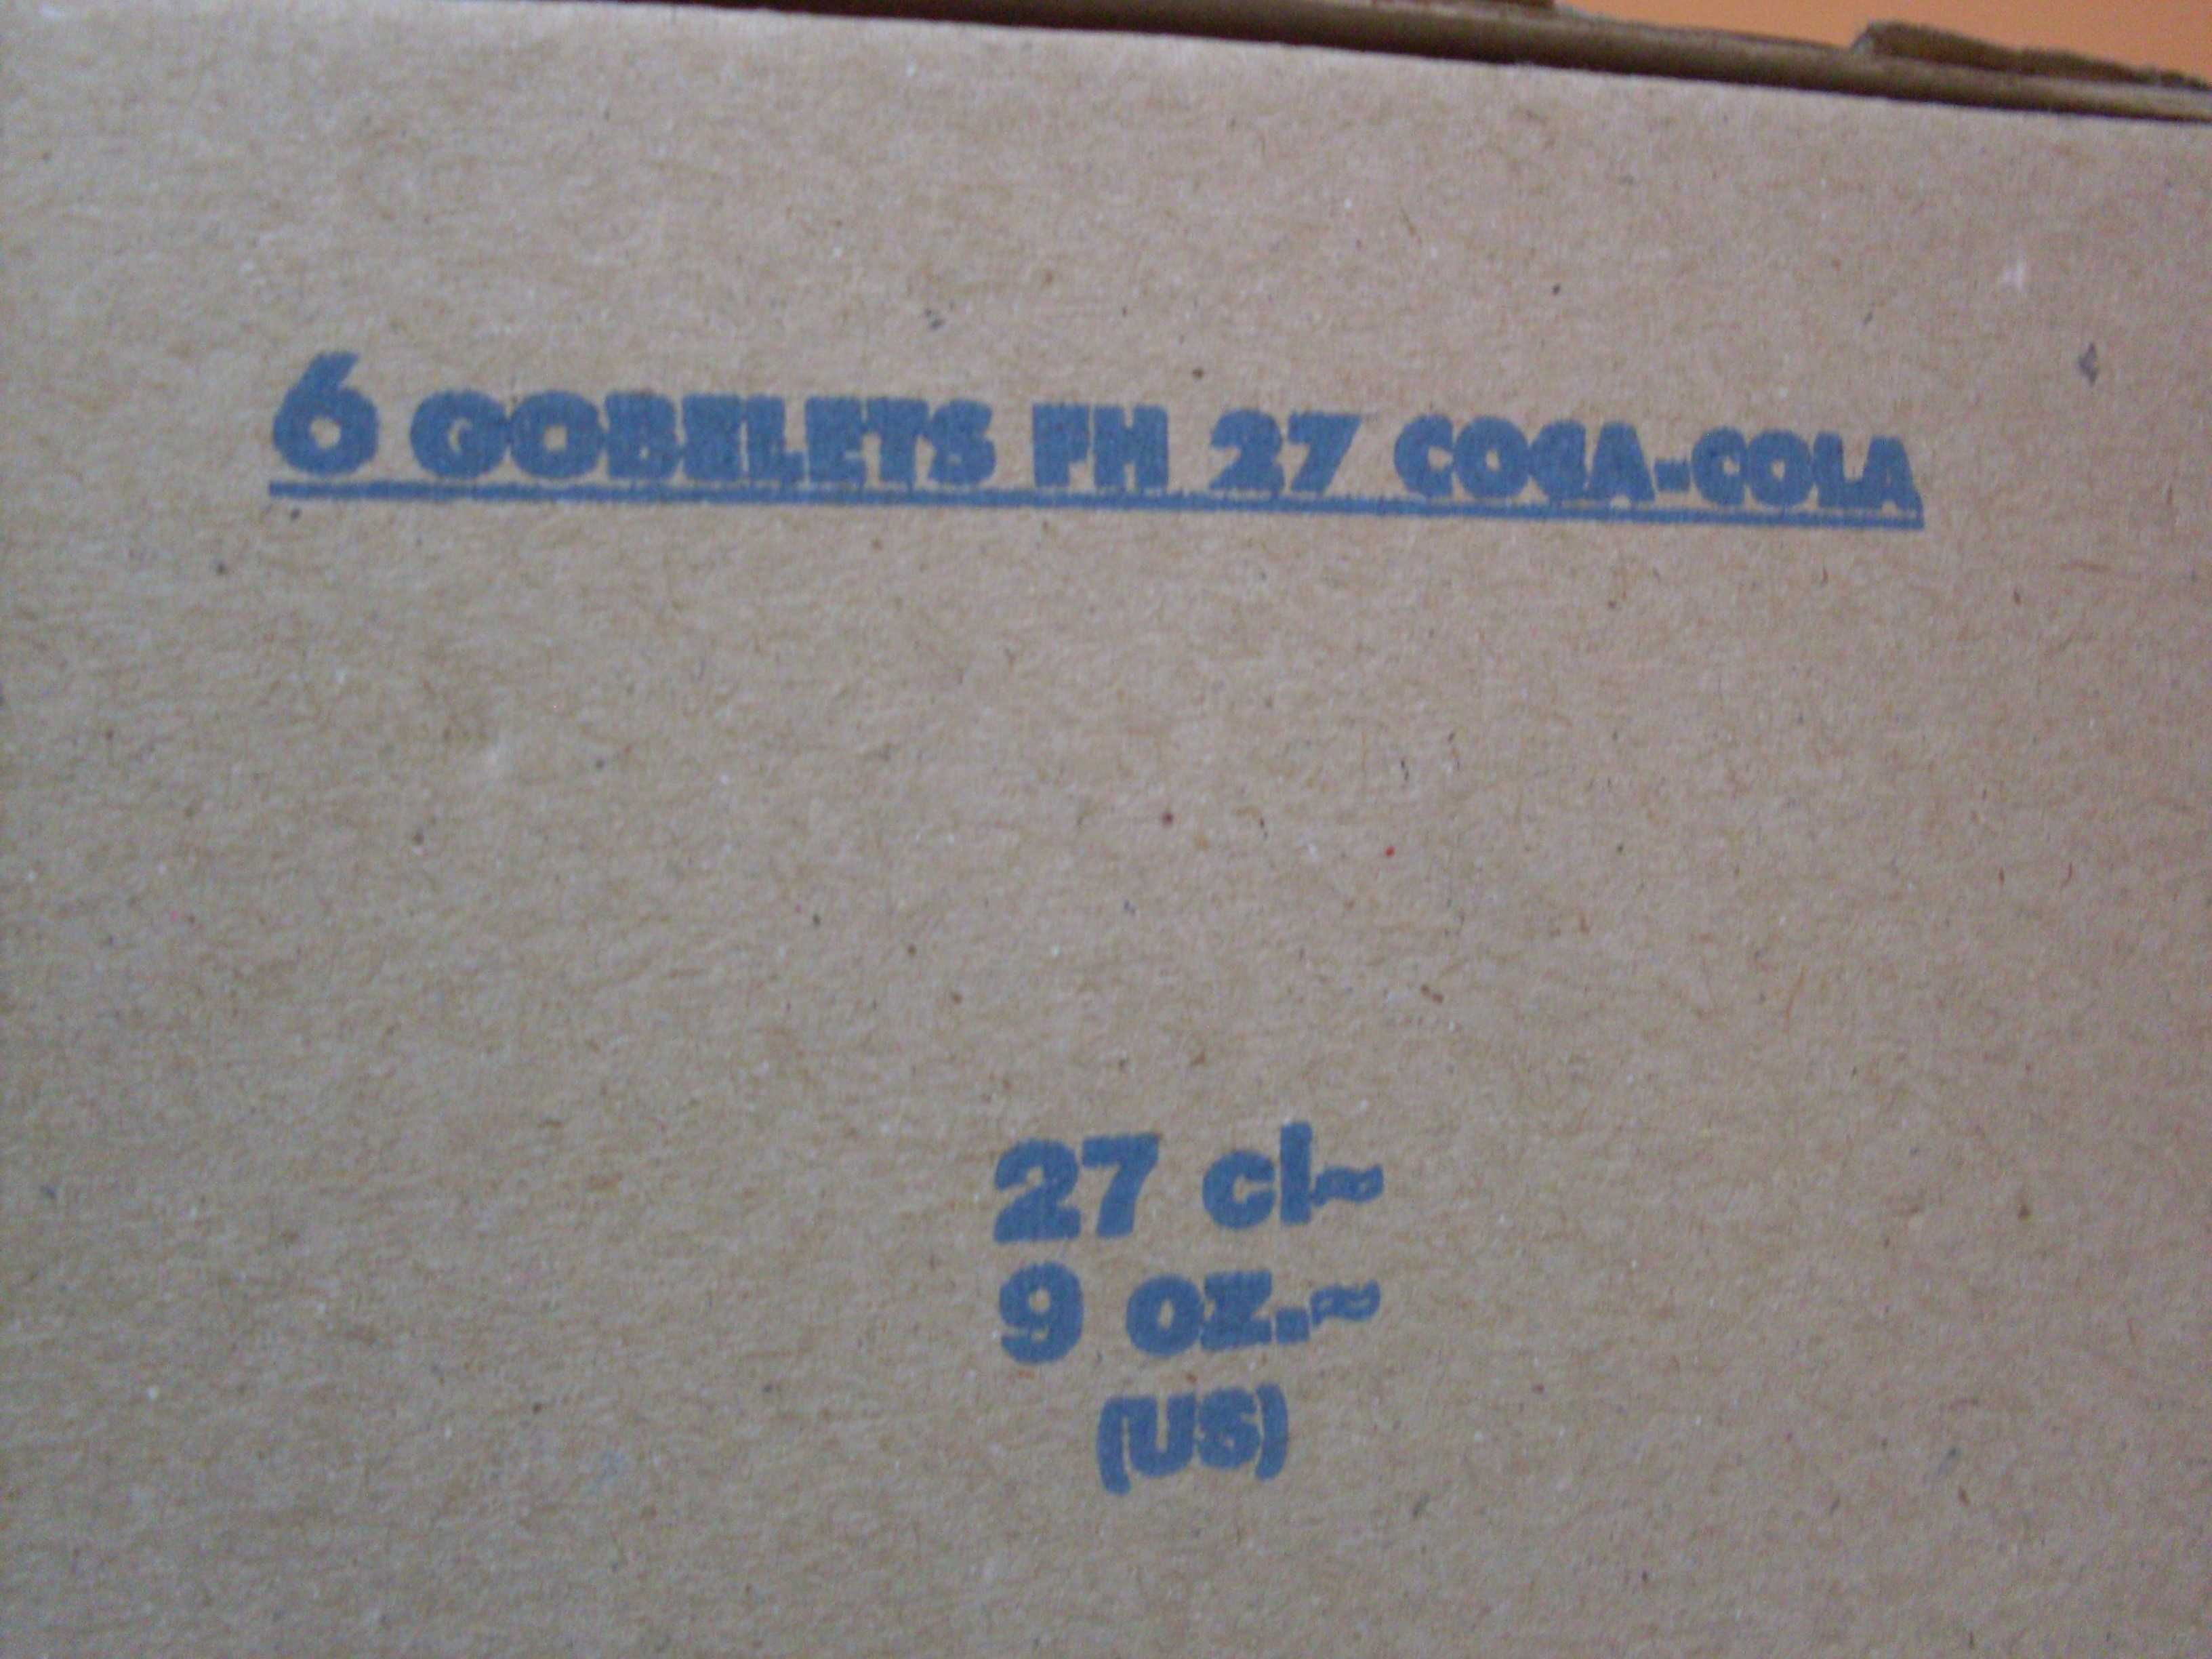 6 GOBELETS FH 27 COCA-COLA
27 cl~
9 oz.~
(US)